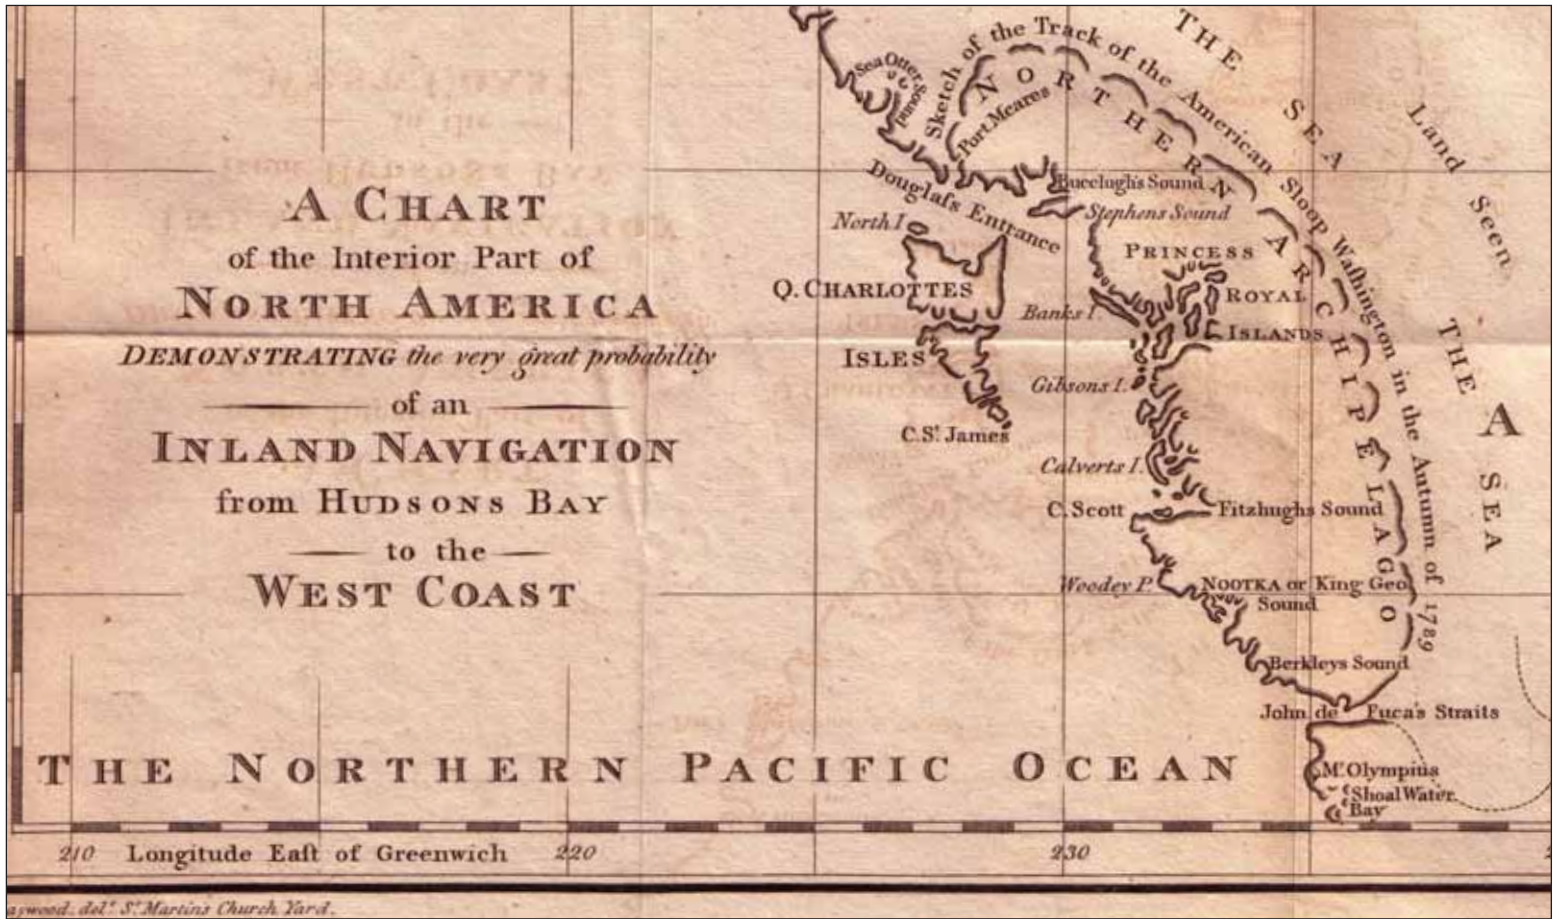 A CHART
of the Interior Part of
NORTH AMERICA
DEMONSTRATING the very great probability
of an
INLAND NAVIGATION
from HUDSONS BAY
to the
WEST COAST
Sea Otter Sound
Sketch of the Track of the American Sloop Waſhington in the Autumn of 1789
NORTHERN ARCHIPELAGO
Port Meares
THE SEA
Land Seen
THE SEA
A
Douglaſs Entrance
Bucclugh's Sound
Stephens Sound
North I
PRINCESS
ROYAL
ISLANDS
Q. CHARLOTTES
ISLES
Banks I
Gibsons I.
C. Sᵗ. James
Calverts I.
C. Scott
Fitzhughs Sound
Woodey P.
NOOTKA or King Geo
Sound
Berkleys Sound
John de Fuca's Straits
Mᵗ. Olympius
Shoal Water
Bay
THE NORTHERN PACIFIC OCEAN
210 Longitude Eaſt of Greenwich 220 230
aywood. delᵗ. Sᵗ. Martins Church Yard.